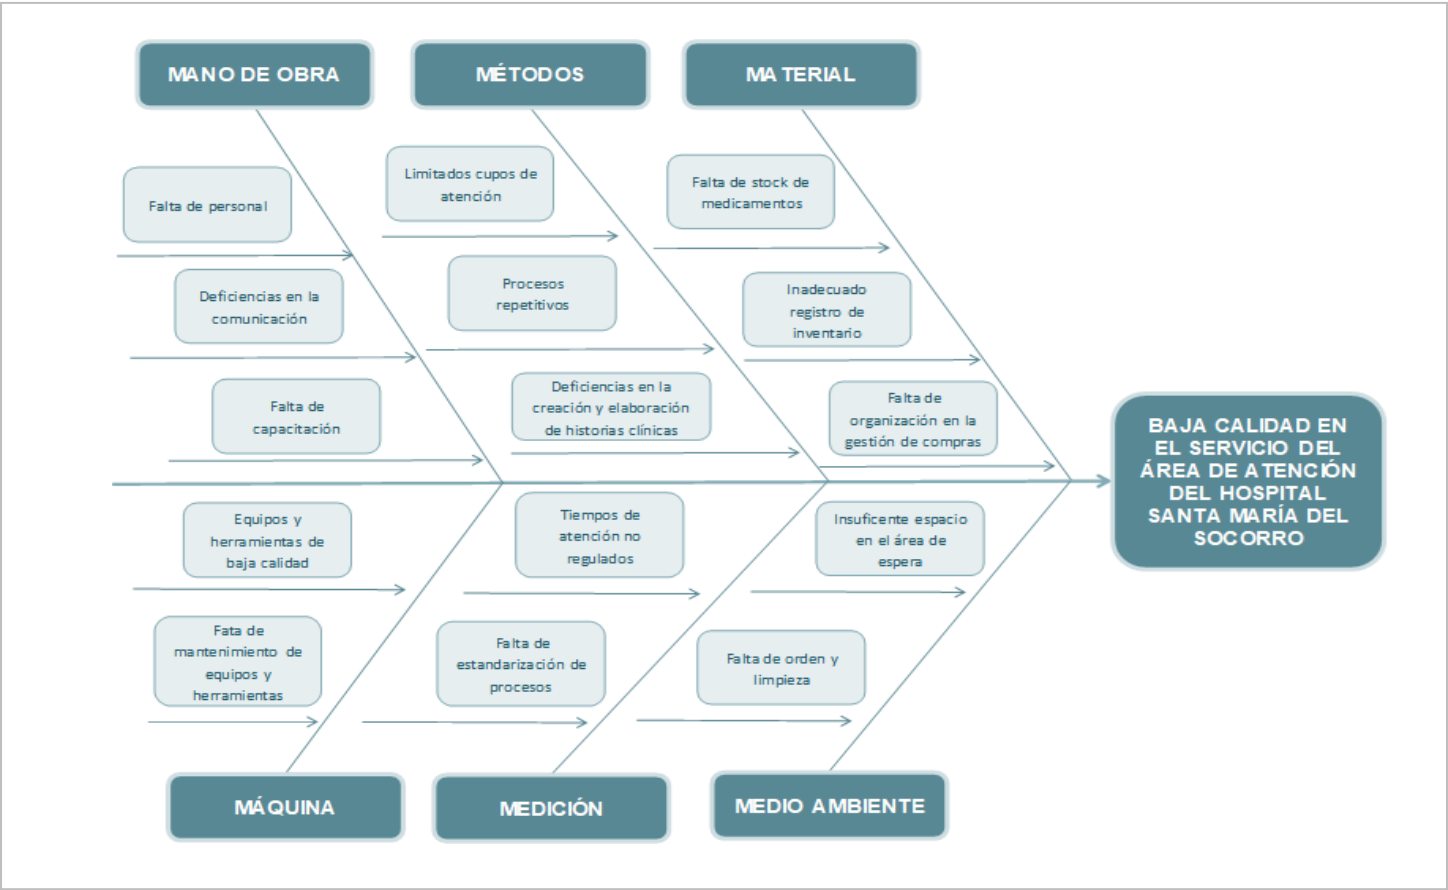 MANO DE OBRA
MÉTODOS
MATERIAL
Falta de personal
Deficiencias en la
comunicación
Falta de
capacitación
Limitados cupos de
atención
Procesos
repetitivos
Deficiencias en la
creación y elaboración
de historias clínicas
Falta de stock de
medicamentos
Inadecuado
registro de
inventario
Falta de
organización en la
gestión de compras
BAJA CALIDAD EN
EL SERVICIO DEL
ÁREA DE ATENCIÓN
DEL HOSPITAL
SANTA MARÍA DEL
SOCORRO
Equipos y
herramientas de
baja calidad
Fata de
mantenimiento de
equipos y
herramientas
Tiempos de
atención no
regulados
Falta de
estandarización de
procesos
Insuficente espacio
en el área de
espera
Falta de orden y
limpieza
MÁQUINA
MEDICIÓN
MEDIO AMBIENTE